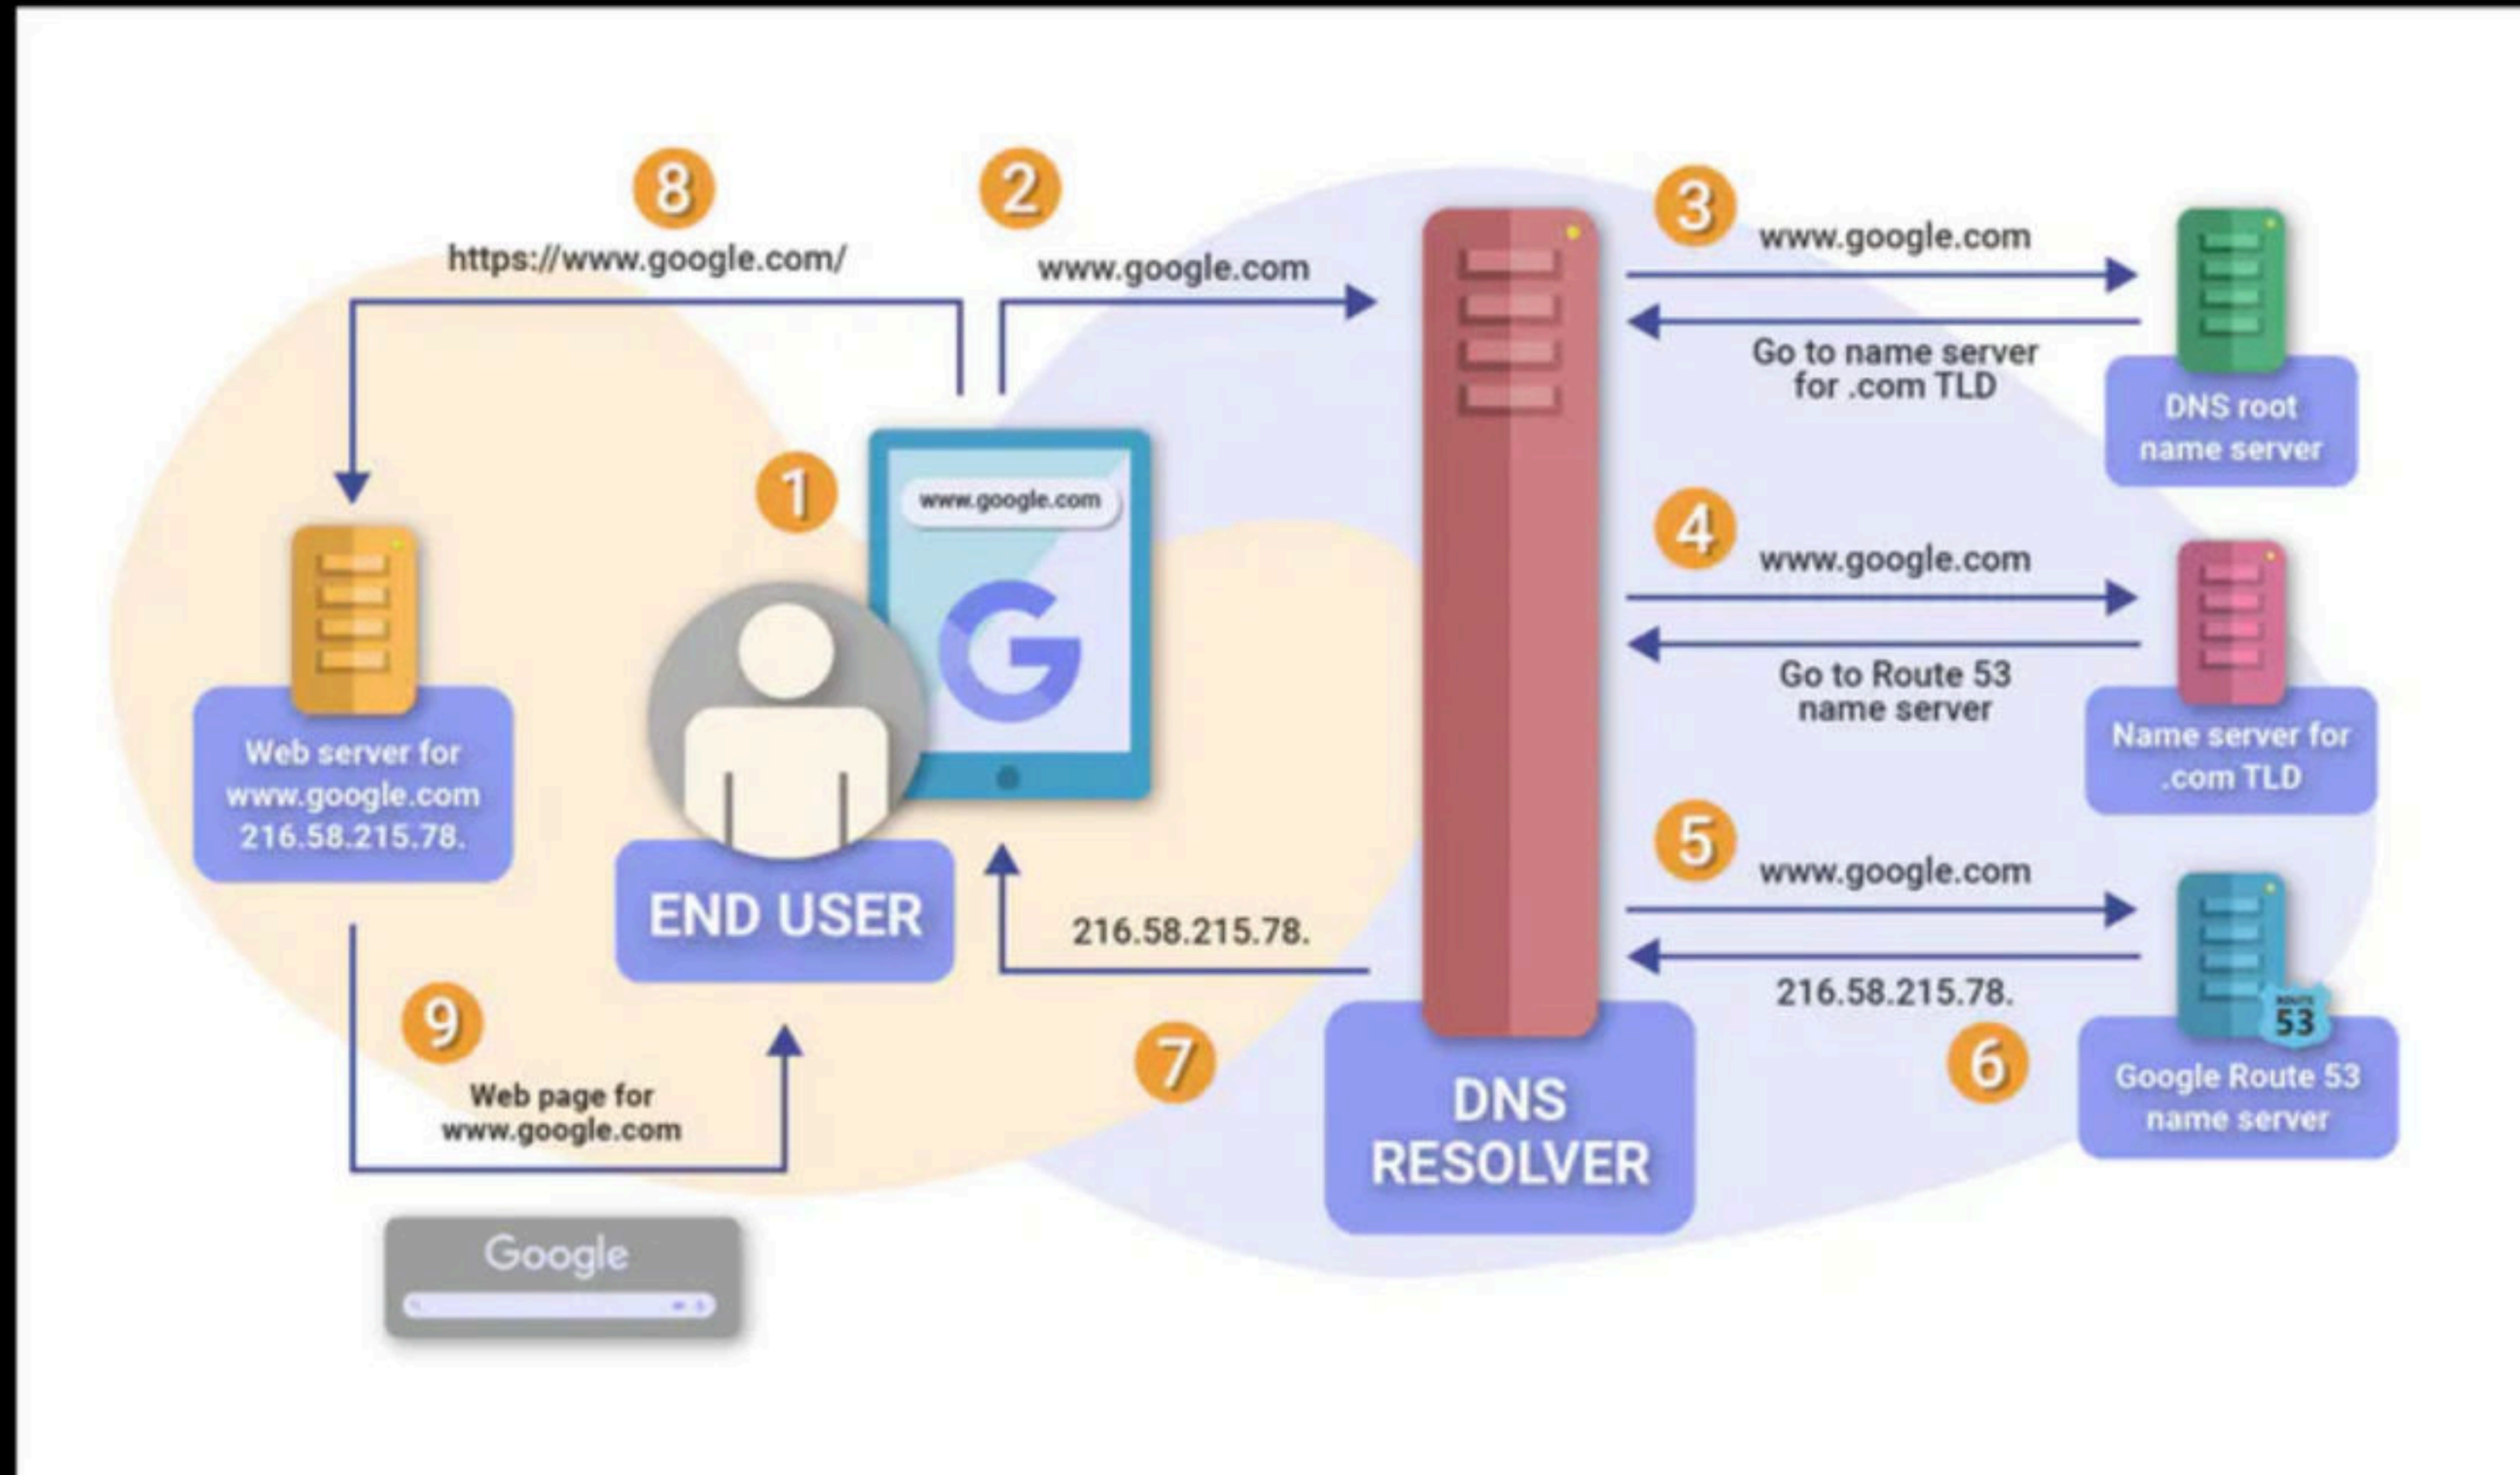 8
https://www.google.com/
2
www.google.com
3
www.google.com
Go to name server
for .com TLD
DNS root
name server
1
www.google.com
G
4
www.google.com
Go to Route 53
name server
Name server for
.com TLD
Web server for
www.google.com
216.58.215.78.
END USER
5
www.google.com
216.58.215.78.
6
ROUTE
53
Google Route 53
name server
216.58.215.78.
7
DNS
RESOLVER
9
Web page for
www.google.com
Google